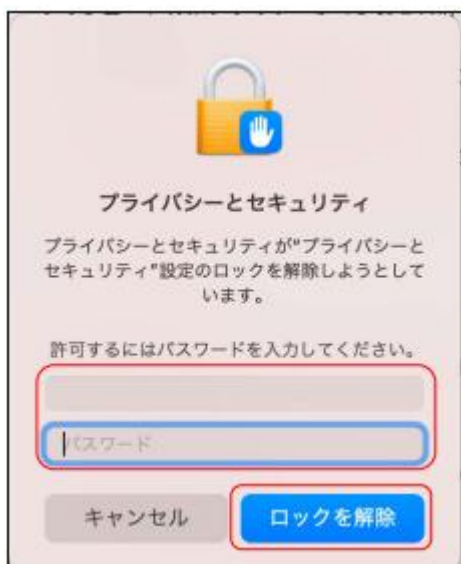 プライバシーとセキュリティ
プライバシーとセキュリティが"プライバシーと
セキュリティ"設定のロックを解除しようとして
います。
許可するにはパスワードを入力してください。
パスワード
キャンセル
ロックを解除